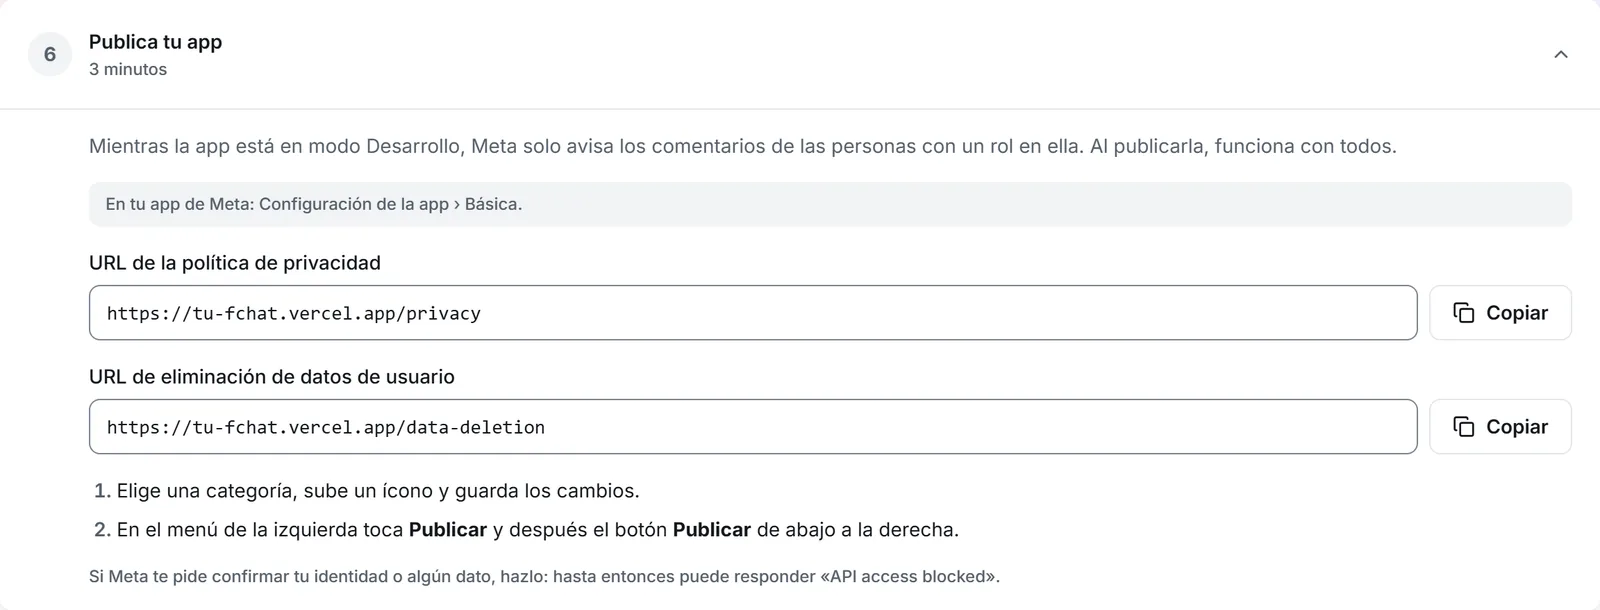 6
Publica tu app
3 minutos
Mientras la app está en modo Desarrollo, Meta solo avisa los comentarios de las personas con un rol en ella. Al publicarla, funciona con todos.
En tu app de Meta: Configuración de la app › Básica.
URL de la política de privacidad
https://tu-fchat.vercel.app/privacy
Copiar
URL de eliminación de datos de usuario
https://tu-fchat.vercel.app/data-deletion
Copiar
1. Elige una categoría, sube un ícono y guarda los cambios.
2. En el menú de la izquierda toca Publicar y después el botón Publicar de abajo a la derecha.
Si Meta te pide confirmar tu identidad o algún dato, hazlo: hasta entonces puede responder «API access blocked».